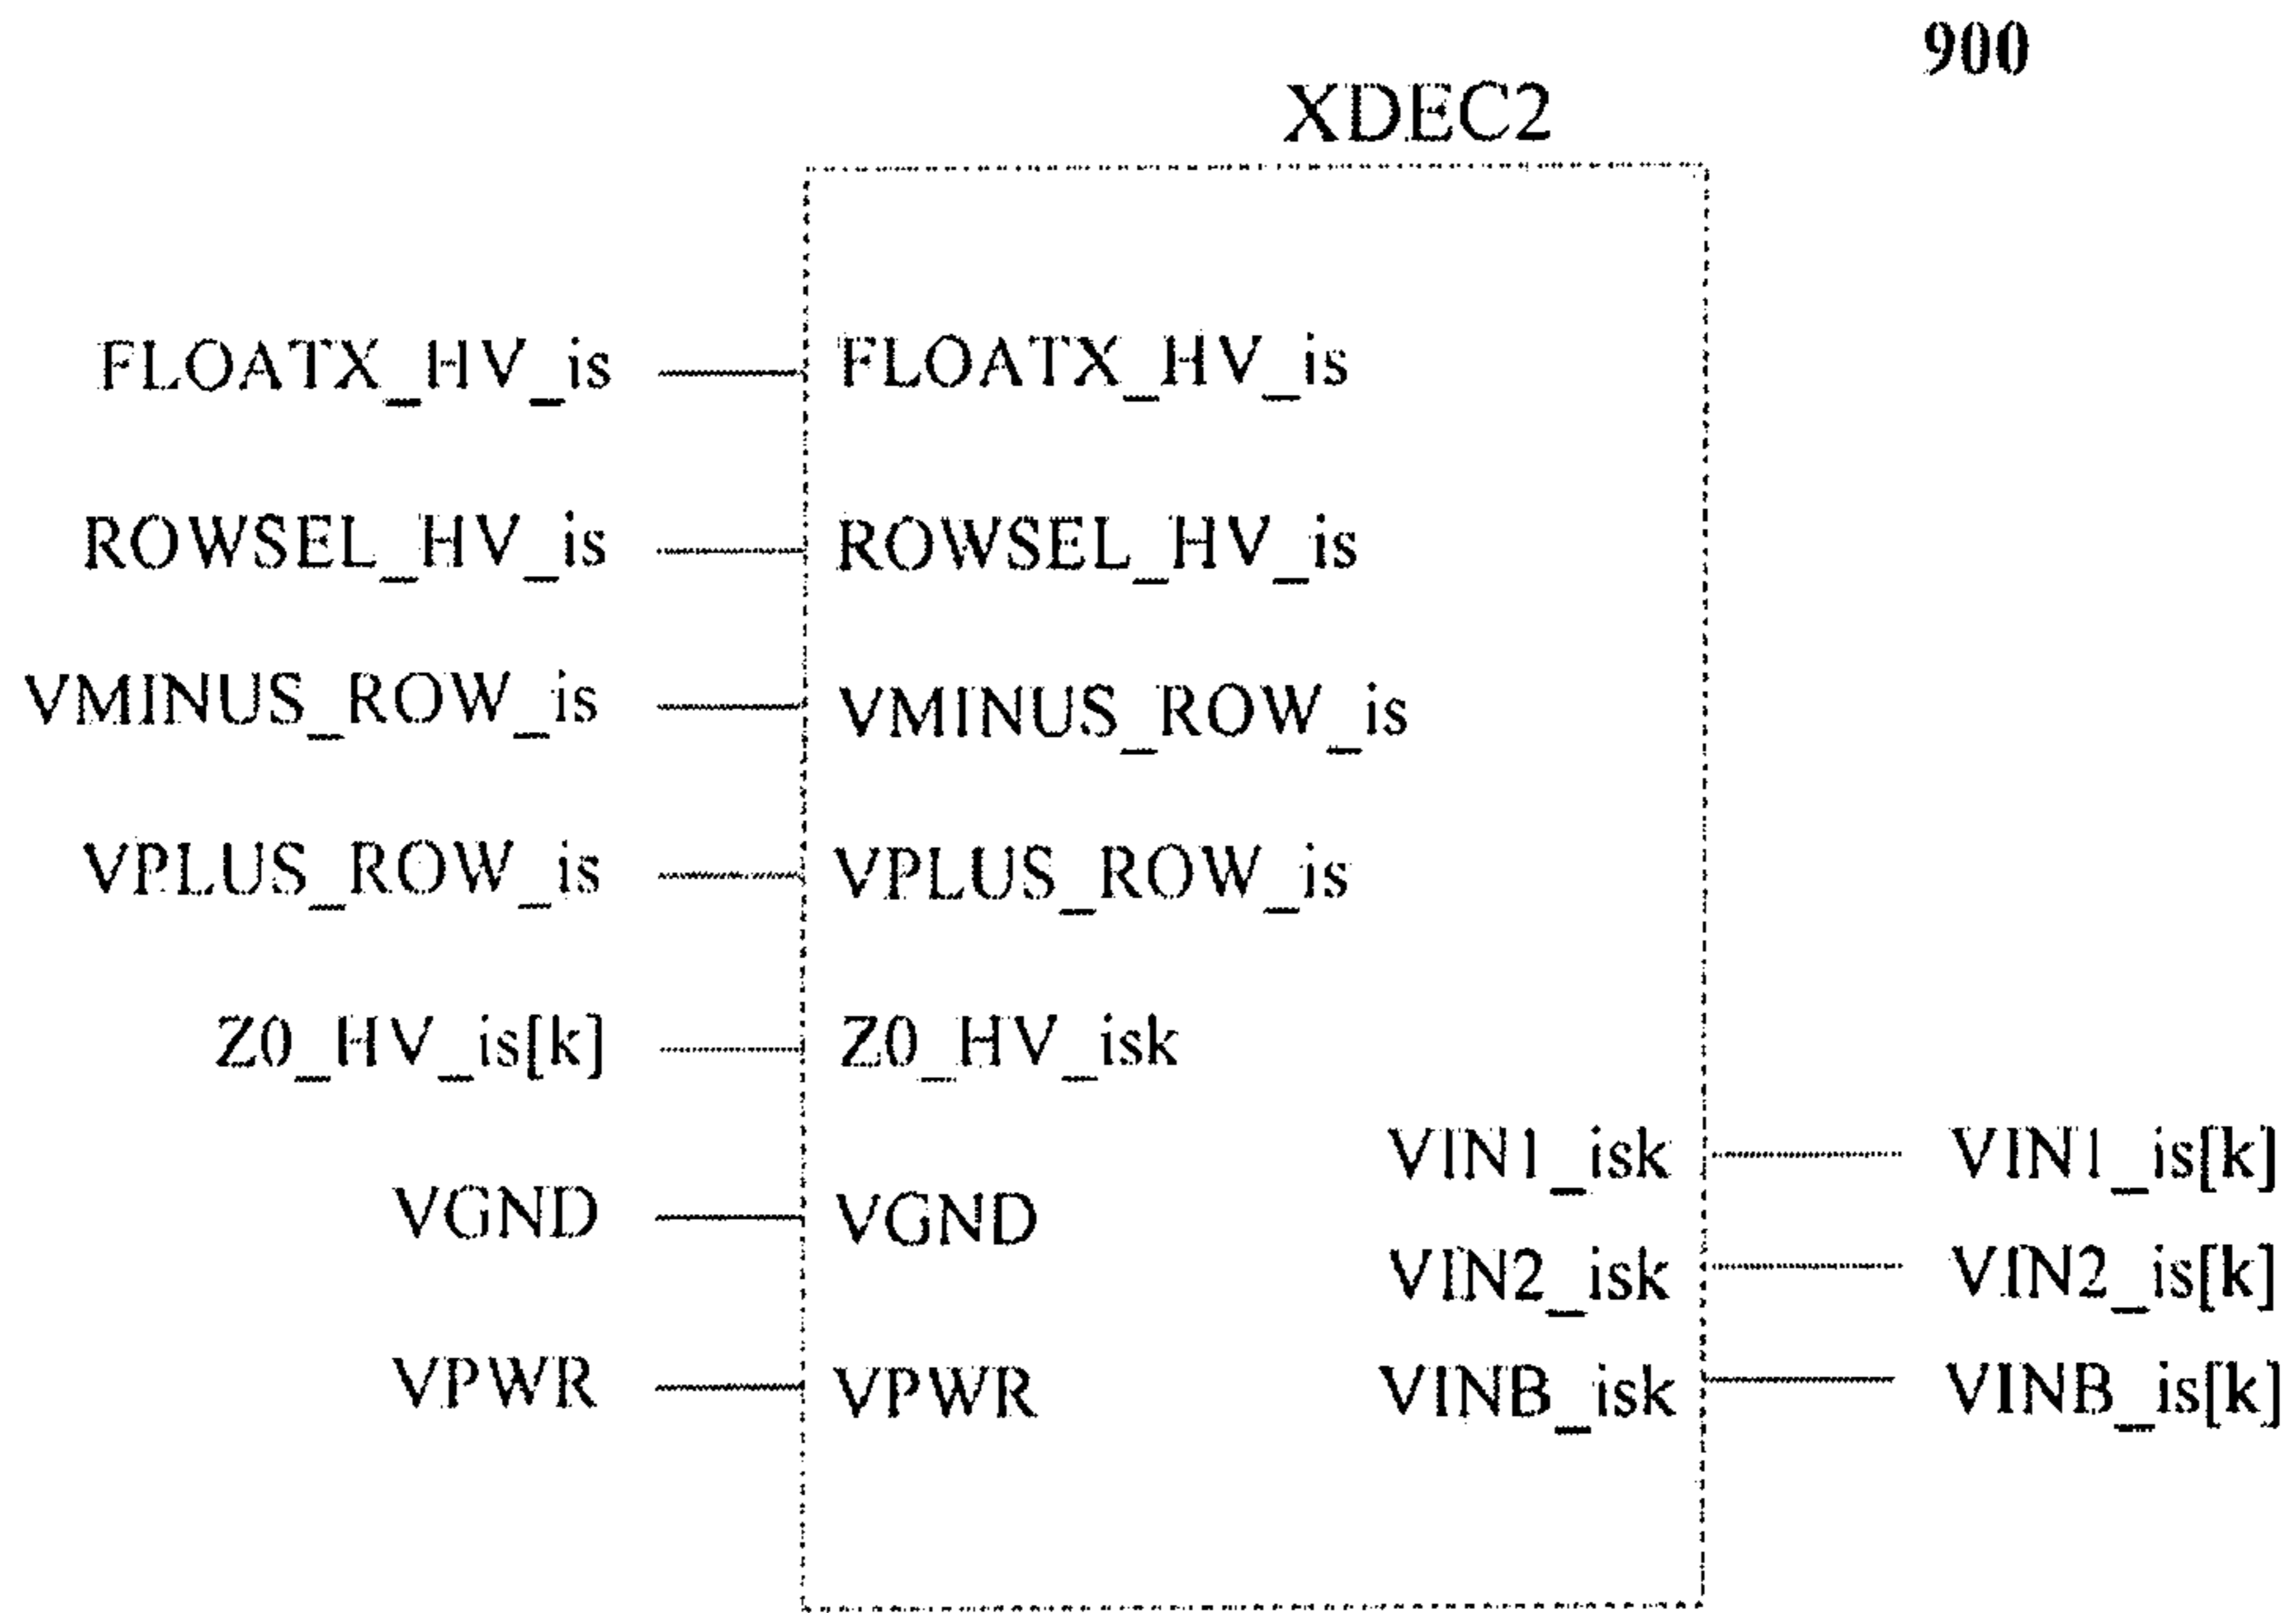 900
XDEC2
FLOATX_HV_is FLOATX_HV_is
ROWSEL_HV_is ROWSEL_HV_is
VMINUS_ROW_is VMINUS_ROW_is
VPLUS_ROW_is VPLUS_ROW_is
Z0_HV_is[k] Z0_HV_isk
VIN1_isk VIN1_is[k]
VGND VGND
VIN2_isk VIN2_is[k]
VPWR VPWR
VINB_isk VINB_is[k]